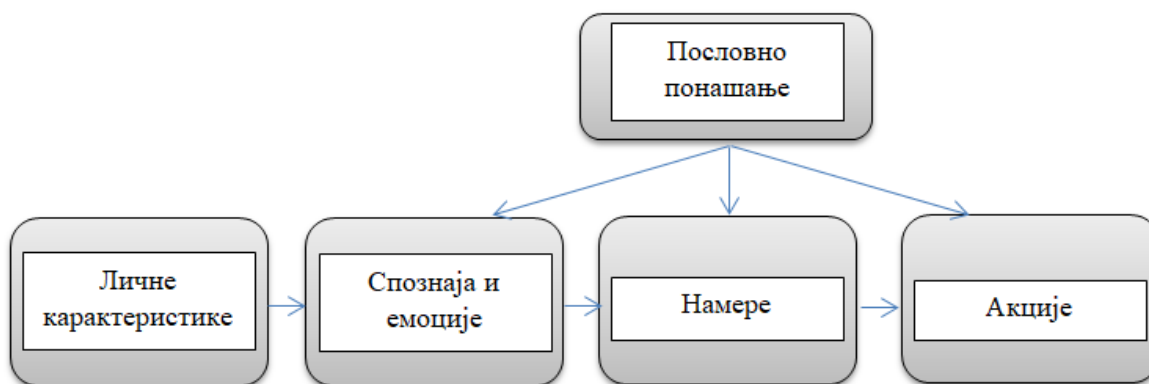 Пословно
понашање
Личне
карактеристике
Спознаја и
емоције
Намере
Акције